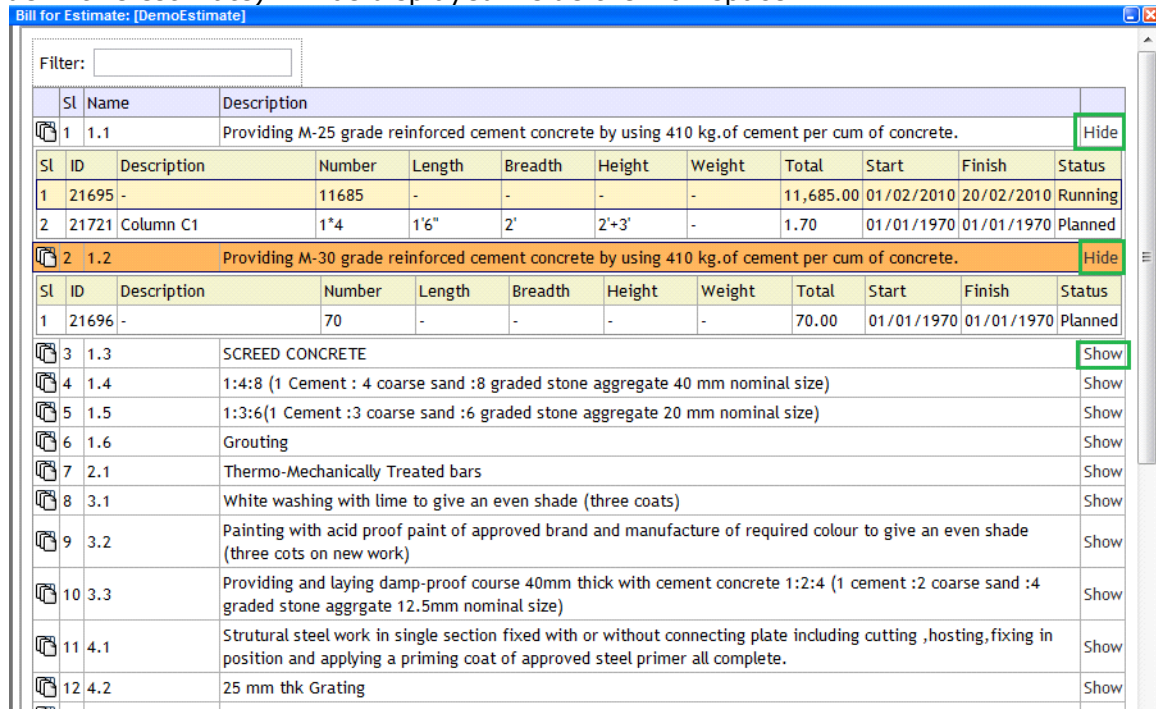 Bill for Estimate: [DemoEstimate]
Filter:
Sl Name Description
1 1.1 Providing M-25 grade reinforced cement concrete by using 410 kg.of cement per cum of concrete. Hide
Sl ID Description Number Length Breadth Height Weight Total Start Finish Status
1 21695 - 11685 - - - - 11,685.00 01/02/2010 20/02/2010 Running
2 21721 Column C1 1*4 1'6" 2' 2'+3' - 1.70 01/01/1970 01/01/1970 Planned
2 1.2 Providing M-30 grade reinforced cement concrete by using 410 kg.of cement per cum of concrete. Hide
Sl ID Description Number Length Breadth Height Weight Total Start Finish Status
1 21696 - 70 - - - - 70.00 01/01/1970 01/01/1970 Planned
3 1.3 SCREED CONCRETE Show
4 1.4 1:4:8 (1 Cement : 4 coarse sand :8 graded stone aggregate 40 mm nominal size) Show
5 1.5 1:3:6(1 Cement :3 coarse sand :6 graded stone aggregate 20 mm nominal size) Show
6 1.6 Grouting Show
7 2.1 Thermo-Mechanically Treated bars Show
8 3.1 White washing with lime to give an even shade (three coats) Show
9 3.2 Painting with acid proof paint of approved brand and manufacture of required colour to give an even shade Show
(three cots on new work)
10 3.3 Providing and laying damp-proof course 40mm thick with cement concrete 1:2:4 (1 cement :2 coarse sand :4 Show
graded stone aggrgate 12.5mm nominal size)
11 4.1 Strutural steel work in single section fixed with or without connecting plate including cutting ,hosting,fixing in Show
position and applying a priming coat of approved steel primer all complete.
12 4.2 25 mm thk Grating Show